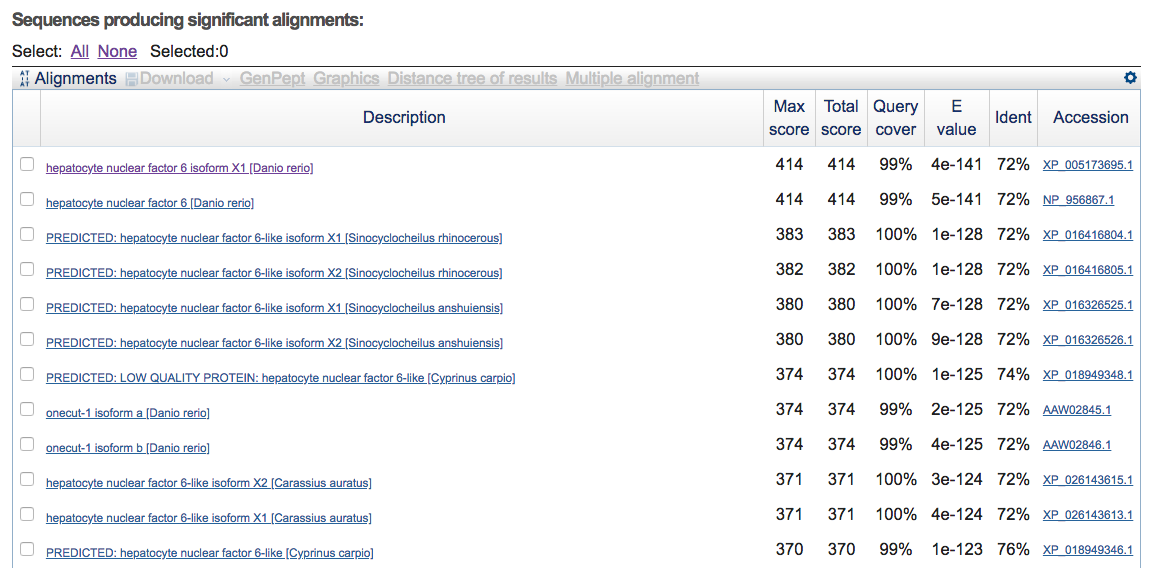 Sequences producing significant alignments:
Select: All None Selected:0
Alignments Download GenPept Graphics Distance tree of results Multiple alignment
Description Max score Total score Query cover E value Ident Accession
hepatocyte nuclear factor 6 isoform X1 [Danio rerio] 414 414 99% 4e-141 72% XP_005173695.1
hepatocyte nuclear factor 6 [Danio rerio] 414 414 99% 5e-141 72% NP_956867.1
PREDICTED: hepatocyte nuclear factor 6-like isoform X1 [Sinocyclocheilus rhinocerous] 383 383 100% 1e-128 72% XP_016416804.1
PREDICTED: hepatocyte nuclear factor 6-like isoform X2 [Sinocyclocheilus rhinocerous] 382 382 100% 1e-128 72% XP_016416805.1
PREDICTED: hepatocyte nuclear factor 6-like isoform X1 [Sinocyclocheilus anshuiensis] 380 380 100% 7e-128 72% XP_016326525.1
PREDICTED: hepatocyte nuclear factor 6-like isoform X2 [Sinocyclocheilus anshuiensis] 380 380 100% 9e-128 72% XP_016326526.1
PREDICTED: LOW QUALITY PROTEIN: hepatocyte nuclear factor 6-like [Cyprinus carpio] 374 374 100% 1e-125 74% XP_018949348.1
onecut-1 isoform a [Danio rerio] 374 374 99% 2e-125 72% AAW02845.1
onecut-1 isoform b [Danio rerio] 374 374 99% 4e-125 72% AAW02846.1
hepatocyte nuclear factor 6-like isoform X2 [Carassius auratus] 371 371 100% 3e-124 72% XP_026143615.1
hepatocyte nuclear factor 6-like isoform X1 [Carassius auratus] 371 371 100% 4e-124 72% XP_026143613.1
PREDICTED: hepatocyte nuclear factor 6-like [Cyprinus carpio] 370 370 99% 1e-123 76% XP_018949346.1